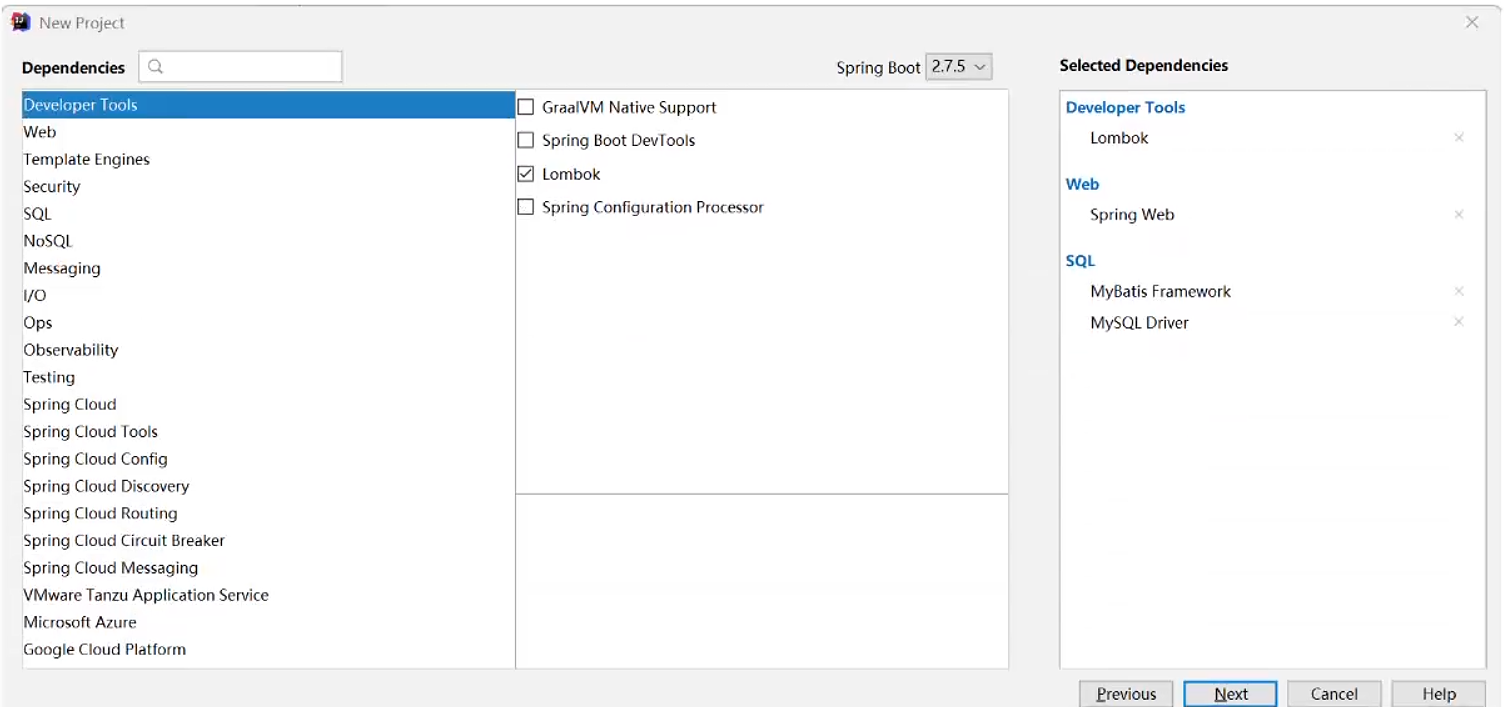 New Project
Dependencies
Spring Boot 2.7.5
Developer Tools
Web
Template Engines
Security
SQL
NoSQL
Messaging
I/O
Ops
Observability
Testing
Spring Cloud
Spring Cloud Tools
Spring Cloud Config
Spring Cloud Discovery
Spring Cloud Routing
Spring Cloud Circuit Breaker
Spring Cloud Messaging
VMware Tanzu Application Service
Microsoft Azure
Google Cloud Platform
GraalVM Native Support
Spring Boot DevTools
Lombok
Spring Configuration Processor
Selected Dependencies
Developer Tools
Lombok
Web
Spring Web
SQL
MyBatis Framework
MySQL Driver
Previous Next Cancel Help